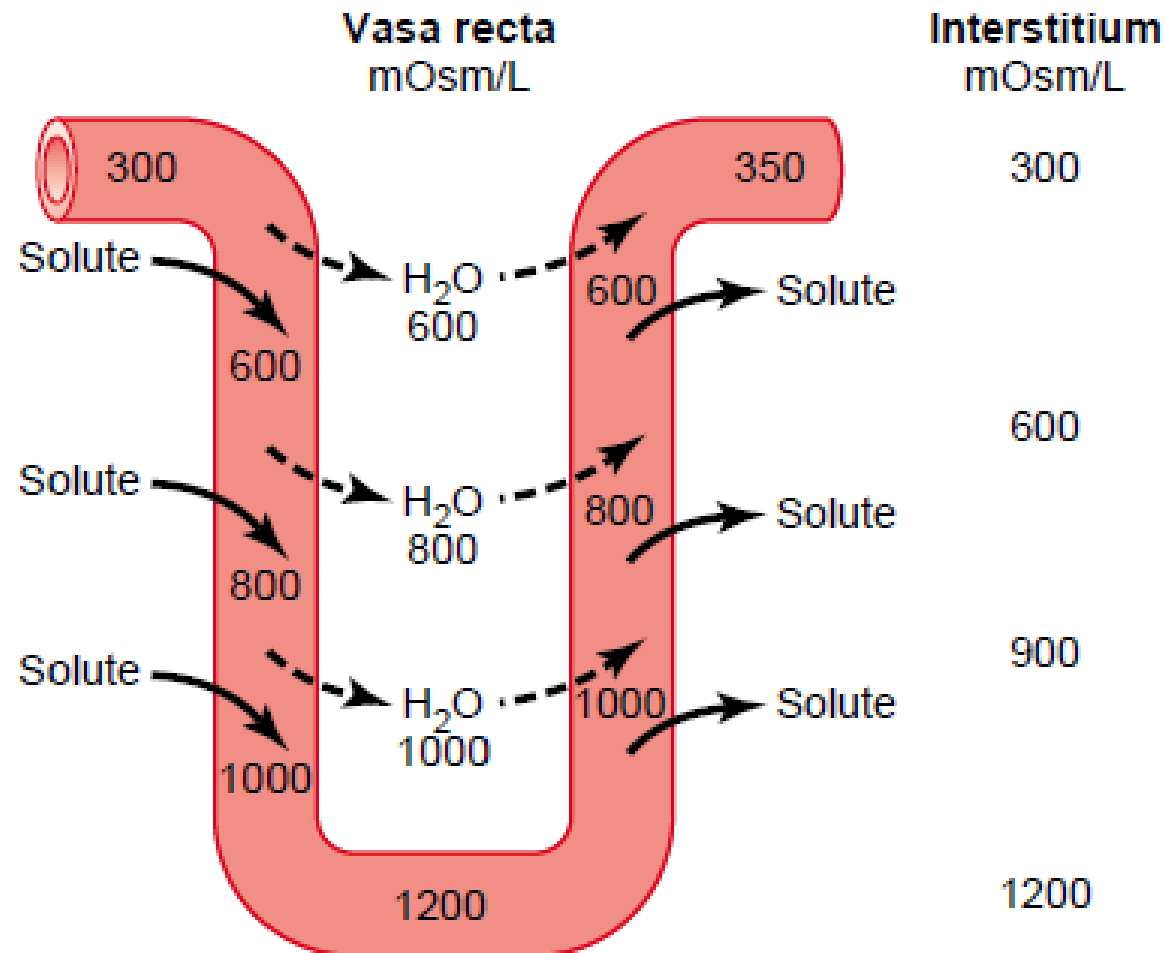 Vasa recta
mOsm/L
Interstitium
mOsm/L
300
350
300
Solute
H₂O
600
600
Solute
600
600
Solute
H₂O
800
800
Solute
800
900
Solute
H₂O
1000
1000
Solute
1000
1200
1200